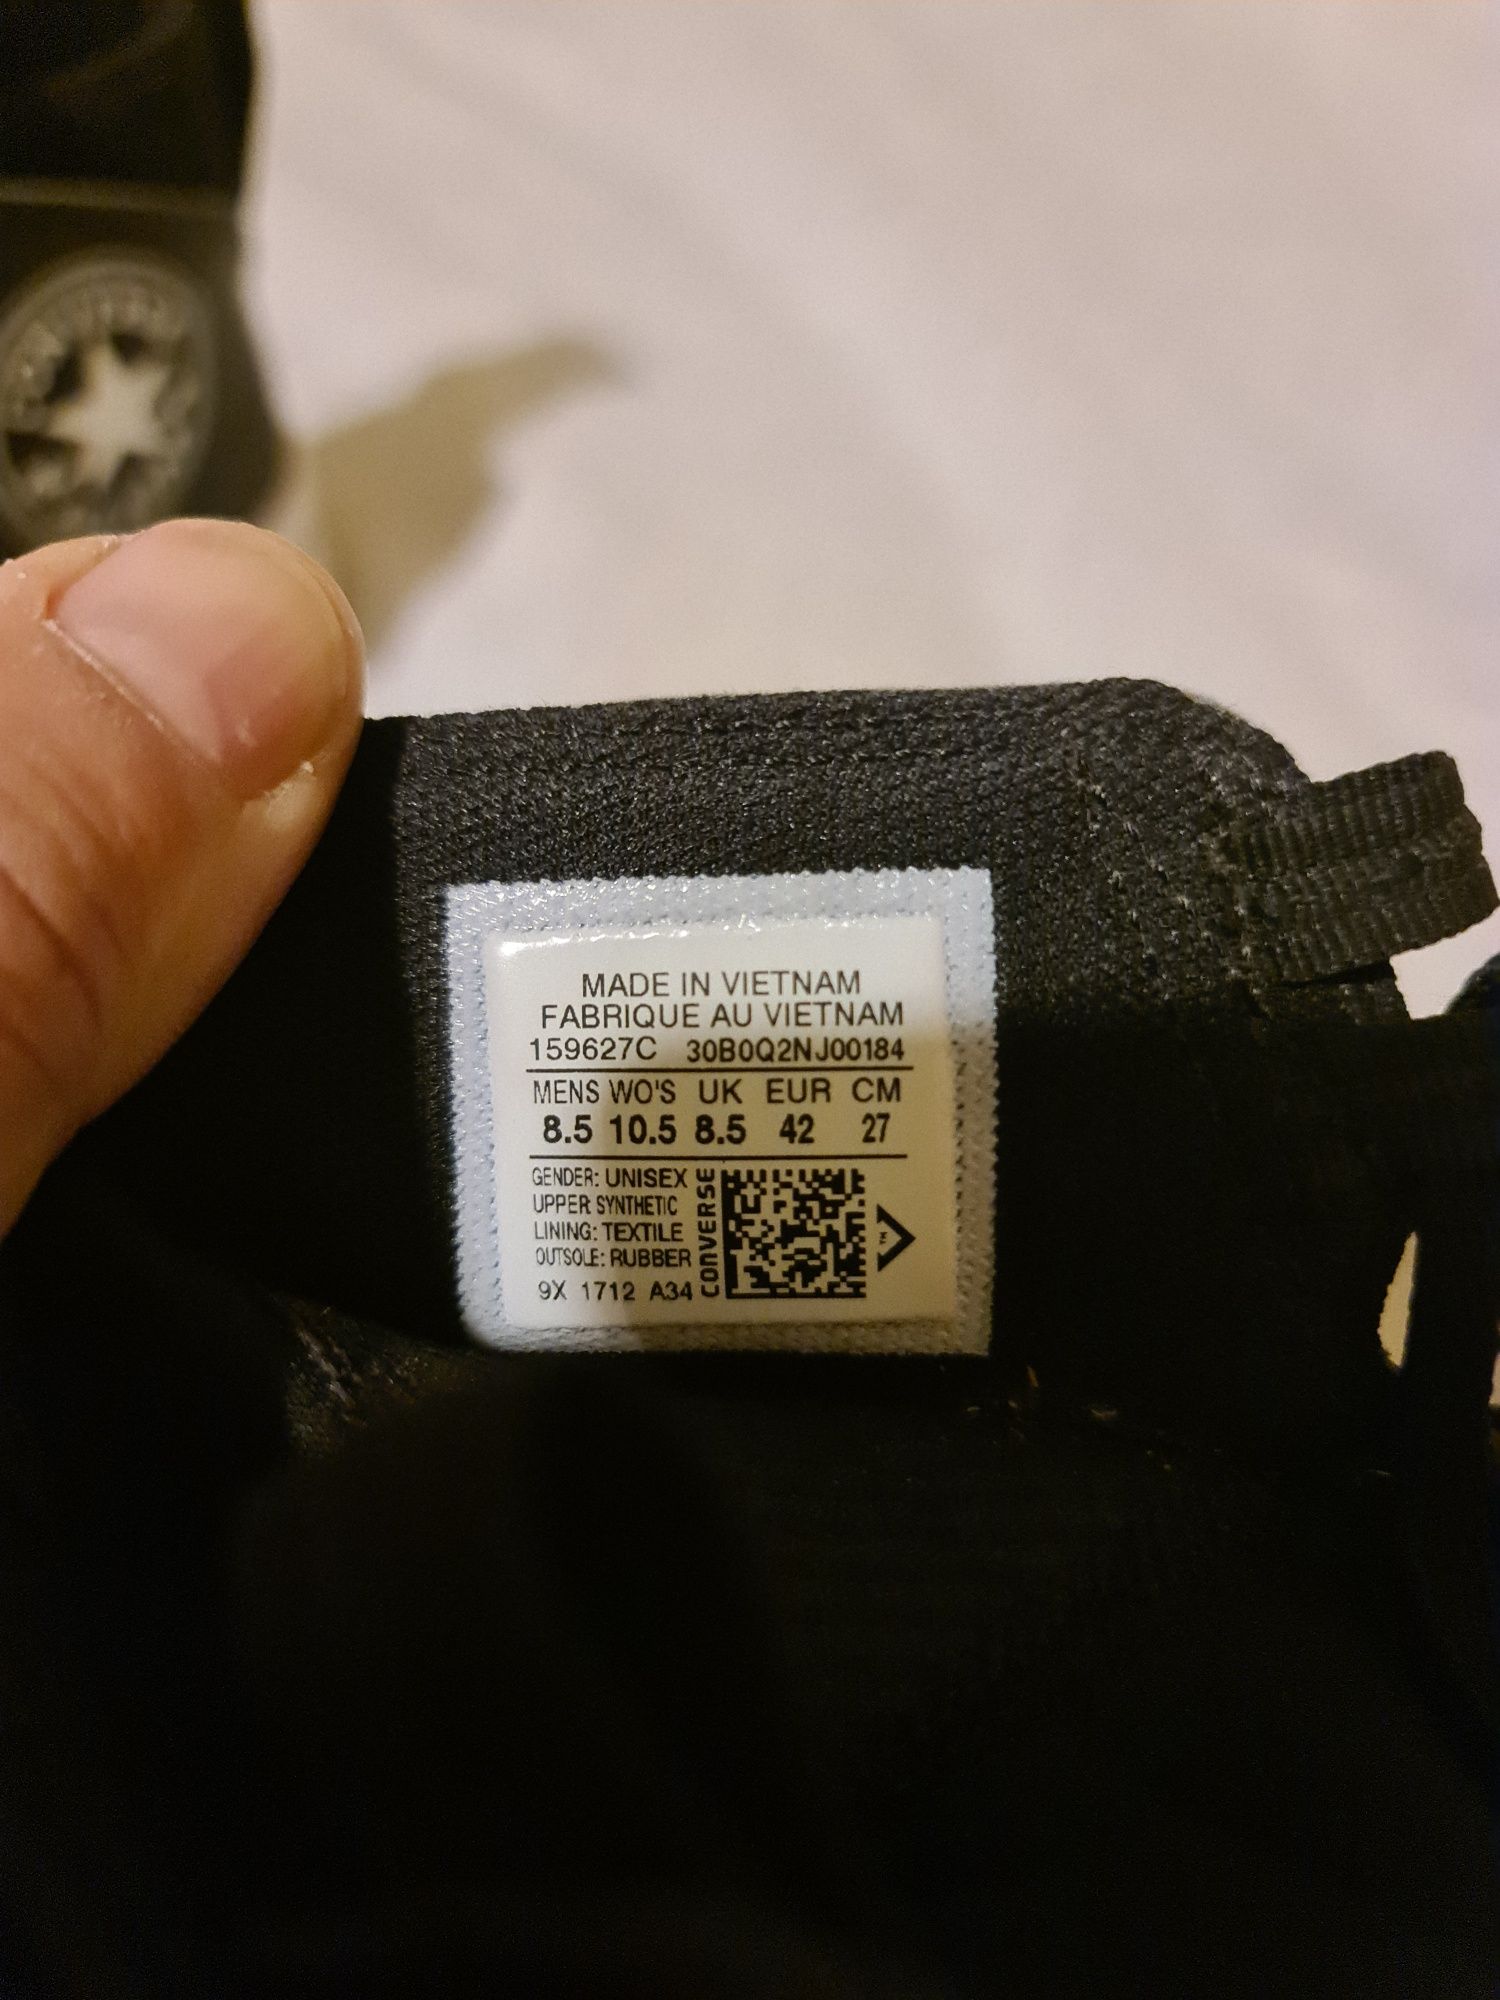 MADE IN VIETNAM
FABRIQUE AU VIETNAM
159627C 30B0Q2NJ00184
MENS WO'S UK EUR CM
8.5 10.5 8.5 42 27
GENDER: UNISEX
UPPER SYNTHETIC
LINING: TEXTILE
OUTSOLE: RUBBER
9X 1712 A34
CONVERSE
TM